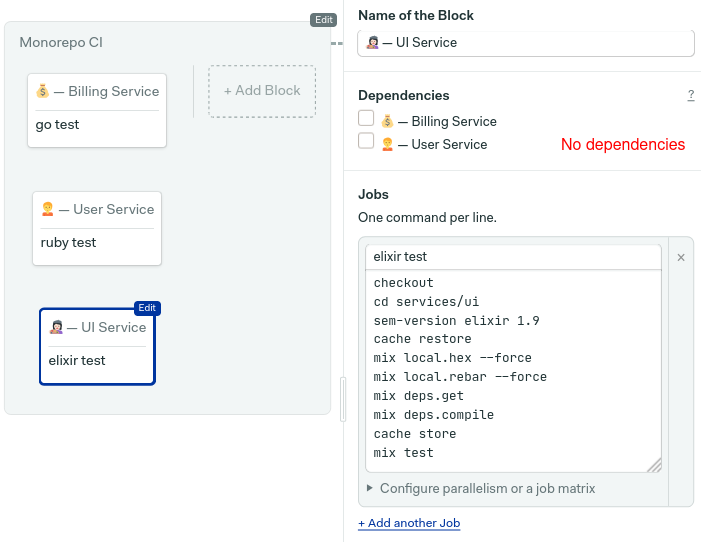 Edit
Monorepo CI
💰 — Billing Service
go test
+ Add Block
— User Service
ruby test
Edit
— UI Service
elixir test
Name of the Block
— UI Service
Dependencies
?
💰 — Billing Service
— User Service
No dependencies
Jobs
One command per line.
elixir test
×
checkout
cd services/ui
sem-version elixir 1.9
cache restore
mix local.hex --force
mix local.rebar --force
mix deps.get
mix deps.compile
cache store
mix test
Configure parallelism or a job matrix
+ Add another Job